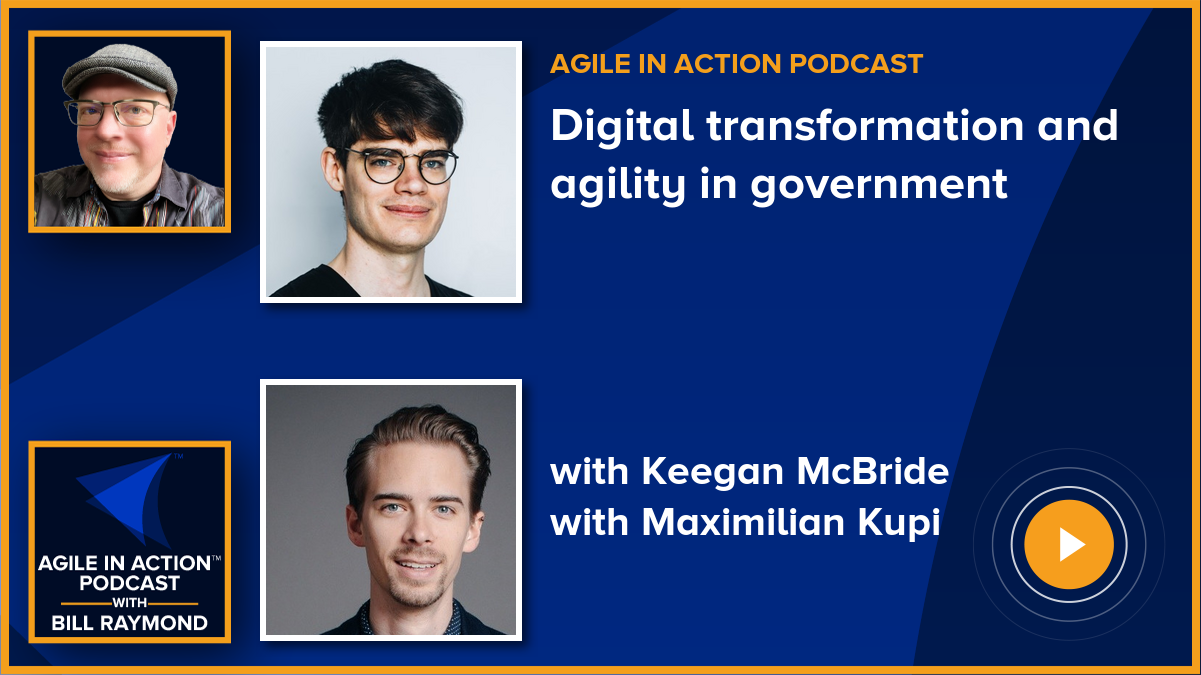 AGILE IN ACTION PODCAST
Digital transformation and
agility in government
with Keegan McBride
with Maximilian Kupi
TM
AGILE IN ACTION™
PODCAST
WITH
BILL RAYMOND